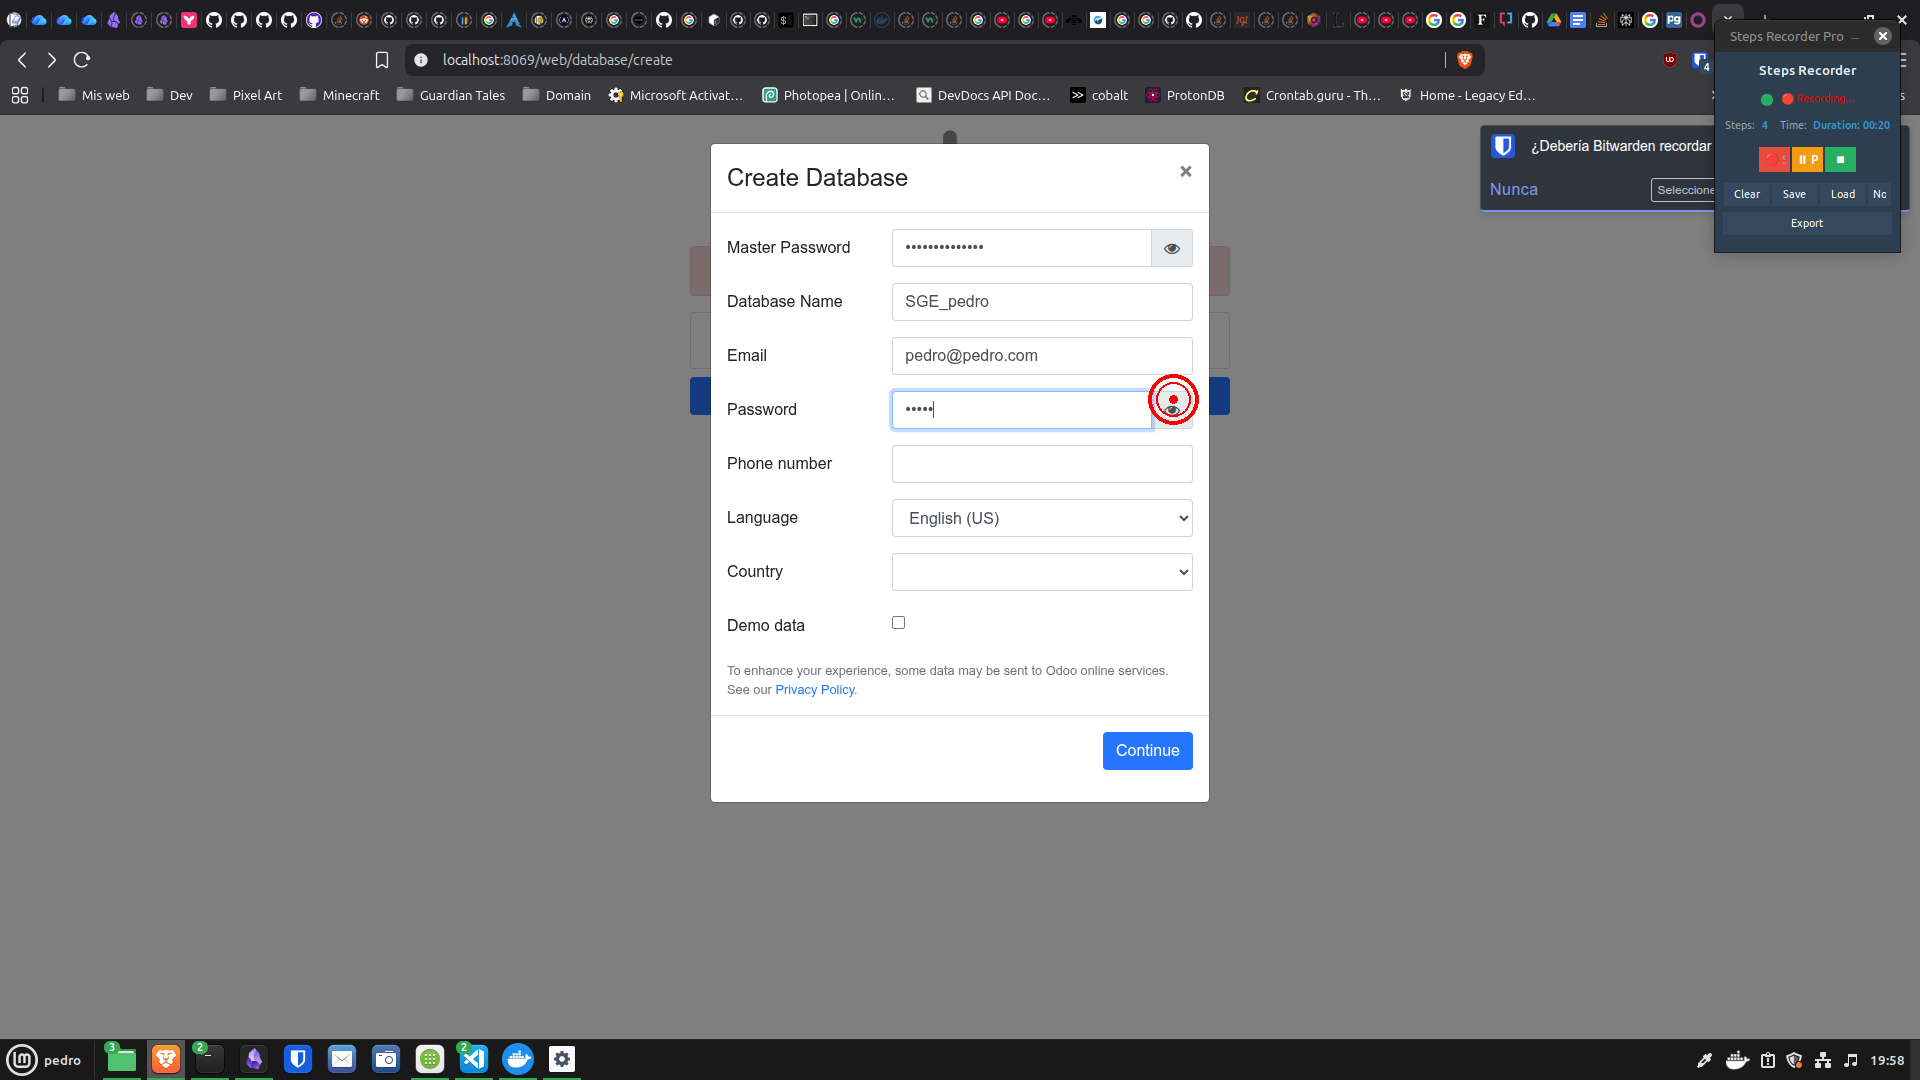 Steps Recorder Pro
localhost:8069/web/database/create
4
Mis web
Dev
Pixel Art
Minecraft
Guardian Tales
Domain
Microsoft Activat...
Photopea | Onlin...
DevDocs API Doc...
cobalt
ProtonDB
Crontab.guru - Th...
Home - Legacy Ed...
Steps Recorder
Recording...
Steps: 4 Time: Duration: 00:20
P
Clear
Save
Load
No
Export
¿Debería Bitwarden recordar
Nunca
Seleccione
Create Database
×
Master Password ••••••••••••••
Database Name SGE_pedro
Email pedro@pedro.com
Password •••••
Phone number
Language English (US)
Country
Demo data
To enhance your experience, some data may be sent to Odoo online services.
See our Privacy Policy.
Continue
pedro
3
2
2
19:58